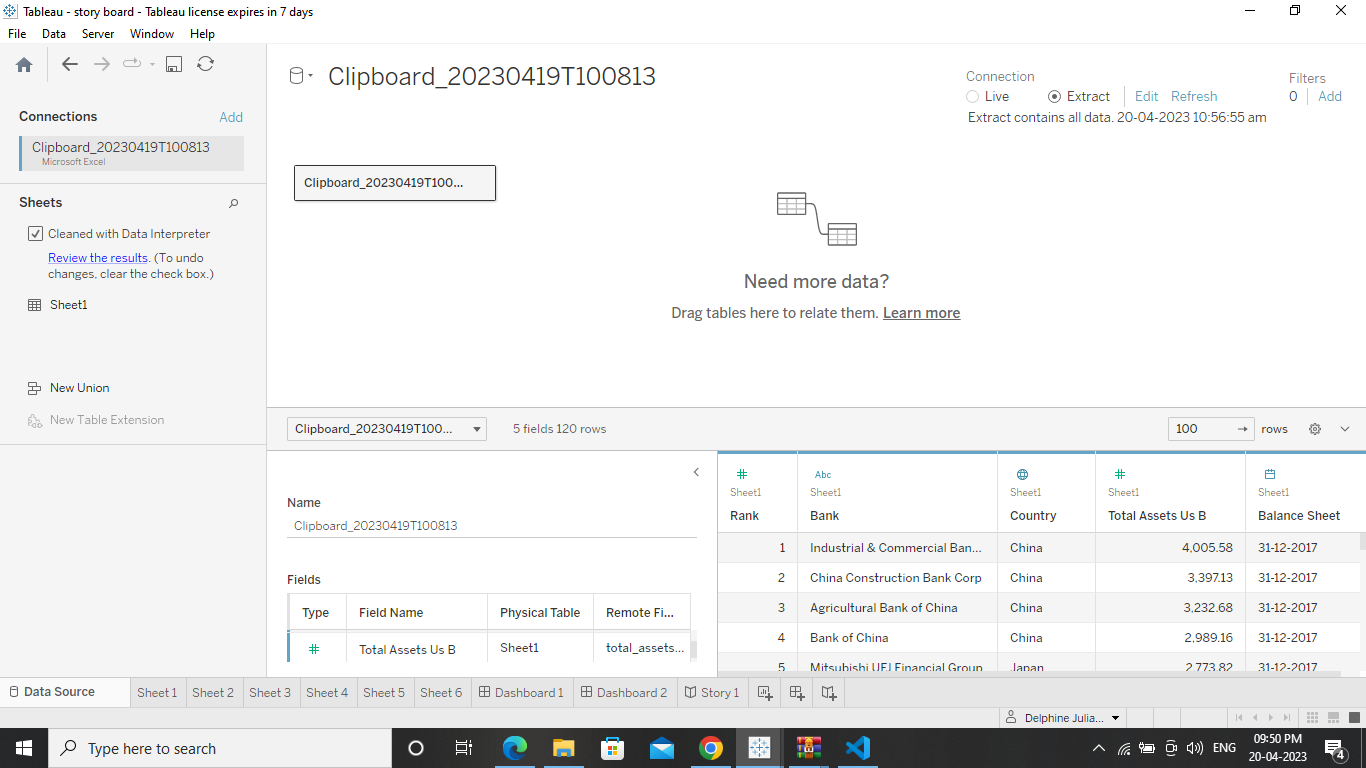 Tableau - story board - Tableau license expires in 7 days
File Data Server Window Help
Connections Add
Clipboard_20230419T100813
Microsoft Excel
Sheets
Cleaned with Data Interpreter
Review the results. (To undo
changes, clear the check box.)
Sheet1
New Union
New Table Extension
Clipboard_20230419T100813
Connection
Live Extract Edit Refresh
Extract contains all data. 20-04-2023 10:56:55 am
Filters
0 Add
Clipboard_20230419T100...
Need more data?
Drag tables here to relate them. Learn more
Clipboard_20230419T100... 5 fields 120 rows 100 → rows
Name
Clipboard_20230419T100813
Fields
Type Field Name Physical Table Remote Fi...
# Total Assets Us B Sheet1 total_assets...
# Abc #
Sheet1 Sheet1 Sheet1 Sheet1 Sheet1
Rank Bank Country Total Assets Us B Balance Sheet
1 Industrial & Commercial Ban... China 4,005.58 31-12-2017
2 China Construction Bank Corp China 3,397.13 31-12-2017
3 Agricultural Bank of China China 3,232.68 31-12-2017
4 Bank of China China 2,989.16 31-12-2017
5 Mitsubishi UFJ Financial Group Japan 2,773.82 31-12-2017
Data Source Sheet 1 Sheet 2 Sheet 3 Sheet 4 Sheet 5 Sheet 6 Dashboard 1 Dashboard 2 Story 1
Delphine Julia...
Type here to search
ENG
09:50 PM
20-04-2023
4